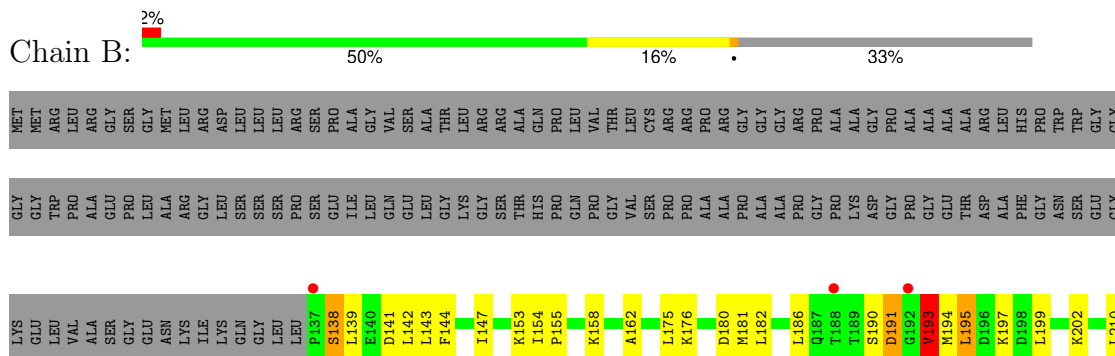 2%
Chain B:
50% 16% • 33%
MET MET ARG LEU ARG GLY SER GLY MET LEU ARG ASP LEU LEU LEU ARG SER PRO ALA GLY VAL SER ALA THR LEU ARG ARG ALA GLN PRO LEU VAL THR LEU CYS ARG ARG PRO ARG GLY GLY GLY ARG PRO ALA ALA GLY PRO ALA ALA ALA ALA ARG LEU HIS PRO TRP TRP GLY GLY
GLY GLY TRP PRO ALA GLU PRO LEU ALA ARG GLY LEU SER SER SER PRO SER GLU ILE LEU GLN GLU LEU GLY LYS GLY SER THR HIS PRO GLN PRO GLY VAL SER PRO PRO ALA ALA PRO ALA ALA PRO GLY PRO LYS ASP GLY PRO GLY GLU THR ASP ALA PHE GLY ASN SER GLU GLY
LYS GLU LEU VAL ALA SER GLY GLU ASN LYS ILE LYS GLN GLY LEU LEU P137 S138 L139 E140 D141 L142 L143 F144 I147 K153 I154 P155 K158 A162 L175 K176 D180 M181 L182 L186 Q187 T188 T189 S190 D191 G192 V193 M194 L195 D196 K197 D198 L199 K202